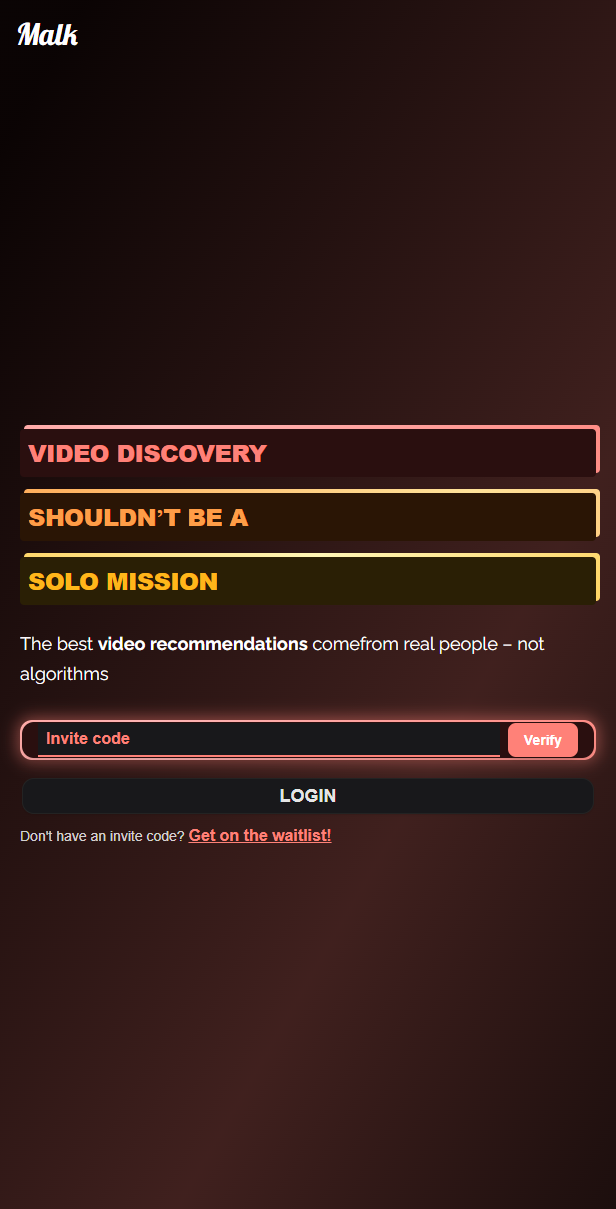 Malk
VIDEO DISCOVERY
SHOULDN’T BE A
SOLO MISSION
The best video recommendations comefrom real people – not
algorithms
Invite code
Verify
LOGIN
Don't have an invite code? Get on the waitlist!